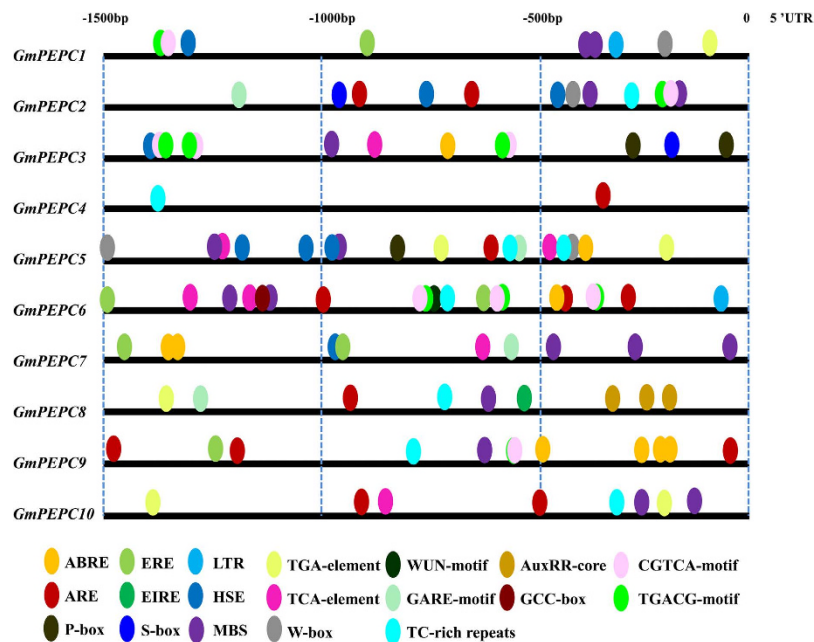 -1500bp -1000bp -500bp 0 5 ’UTR
GmPEPC1
GmPEPC2
GmPEPC3
GmPEPC4
GmPEPC5
GmPEPC6
GmPEPC7
GmPEPC8
GmPEPC9
GmPEPC10
ABRE ERE LTR TGA-element WUN-motif AuxRR-core CGTCA-motif
ARE EIRE HSE TCA-element GARE-motif GCC-box TGACG-motif
P-box S-box MBS W-box TC-rich repeats